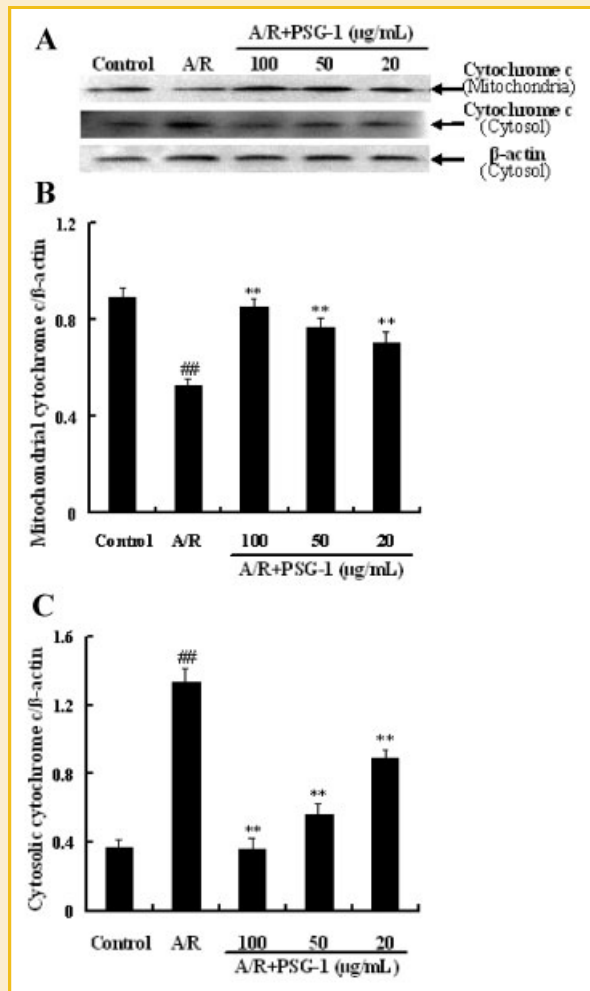 A
A/R+PSG-1 (µg/mL)
Control A/R 100 50 20
Cytochrome c
(Mitochondria)
Cytochrome c
(Cytosol)
β-actin
(Cytosol)
B
Mitochondrial cytochrome c/ß-actin
1.2
0.8
0.4
0
##
**
**
**
Control A/R 100 50 20
A/R+PSG-1 (µg/mL)
C
Cytosolic cytochrome c/ß-actin
1.6
1.2
0.8
0.4
0
##
**
**
**
Control A/R 100 50 20
A/R+PSG-1 (µg/mL)